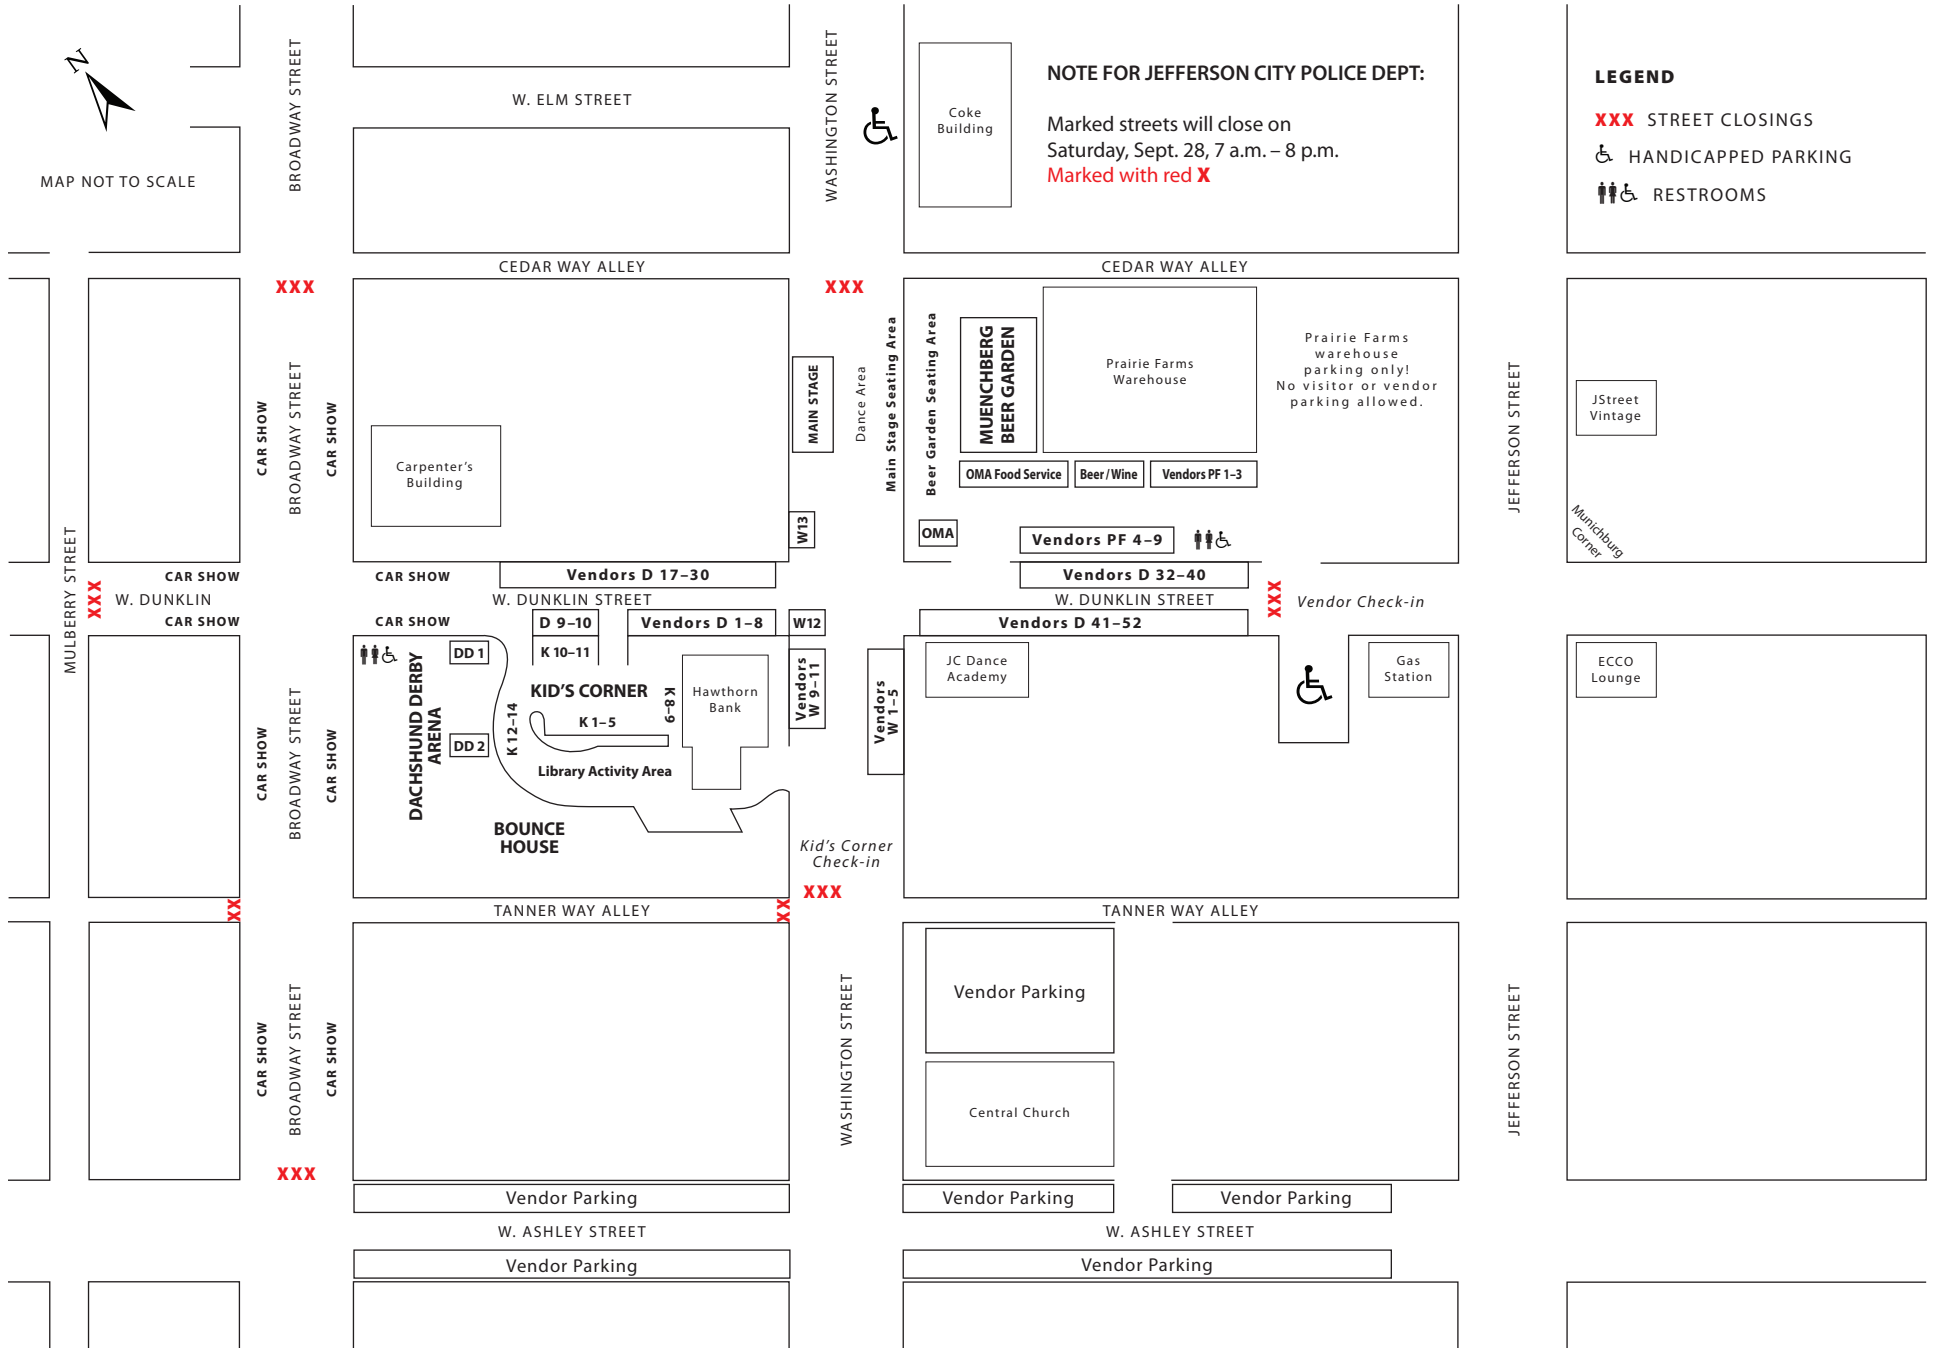 N
MAP NOT TO SCALE
BROADWAY STREET
W. ELM STREET
WASHINGTON STREET
Coke
Building
NOTE FOR JEFFERSON CITY POLICE DEPT:
Marked streets will close on
Saturday, Sept. 28, 7 a.m. – 8 p.m.
Marked with red X
LEGEND
XXX STREET CLOSINGS
HANDICAPPED PARKING
RESTROOMS
CEDAR WAY ALLEY
CEDAR WAY ALLEY
XXX
XXX
CAR SHOW
BROADWAY STREET
CAR SHOW
Carpenter's
Building
MAIN STAGE
Dance Area
Main Stage Seating Area
Beer Garden Seating Area
MUENCHBERG
BEER GARDEN
Prairie Farms
Warehouse
Prairie Farms
warehouse
parking only!
No visitor or vendor
parking allowed.
JEFFERSON STREET
JStreet
Vintage
Munichburg
Corner
OMA Food Service
Beer/Wine
Vendors PF 1–3
W13
OMA
Vendors PF 4–9
MULBERRY STREET
XXX
CAR SHOW
W. DUNKLIN
CAR SHOW
CAR SHOW
CAR SHOW
Vendors D 17–30
W. DUNKLIN STREET
Vendors D 32–40
W. DUNKLIN STREET
XXX
Vendor Check-in
D 9–10
Vendors D 1–8
W12
Vendors D 41–52
DACHSHUND DERBY
ARENA
DD 1
DD 2
K 10–11
KID'S CORNER
K 12–14
K 1–5
K 8–9
Library Activity Area
Hawthorn
Bank
Vendors
W 9–11
Vendors
W 1–5
JC Dance
Academy
Gas
Station
ECCO
Lounge
CAR SHOW
BROADWAY STREET
CAR SHOW
BOUNCE
HOUSE
Kid's Corner
Check-in
XXX
XX
XX
TANNER WAY ALLEY
TANNER WAY ALLEY
CAR SHOW
BROADWAY STREET
CAR SHOW
WASHINGTON STREET
Vendor Parking
Central Church
JEFFERSON STREET
XXX
Vendor Parking
Vendor Parking
Vendor Parking
W. ASHLEY STREET
W. ASHLEY STREET
Vendor Parking
Vendor Parking